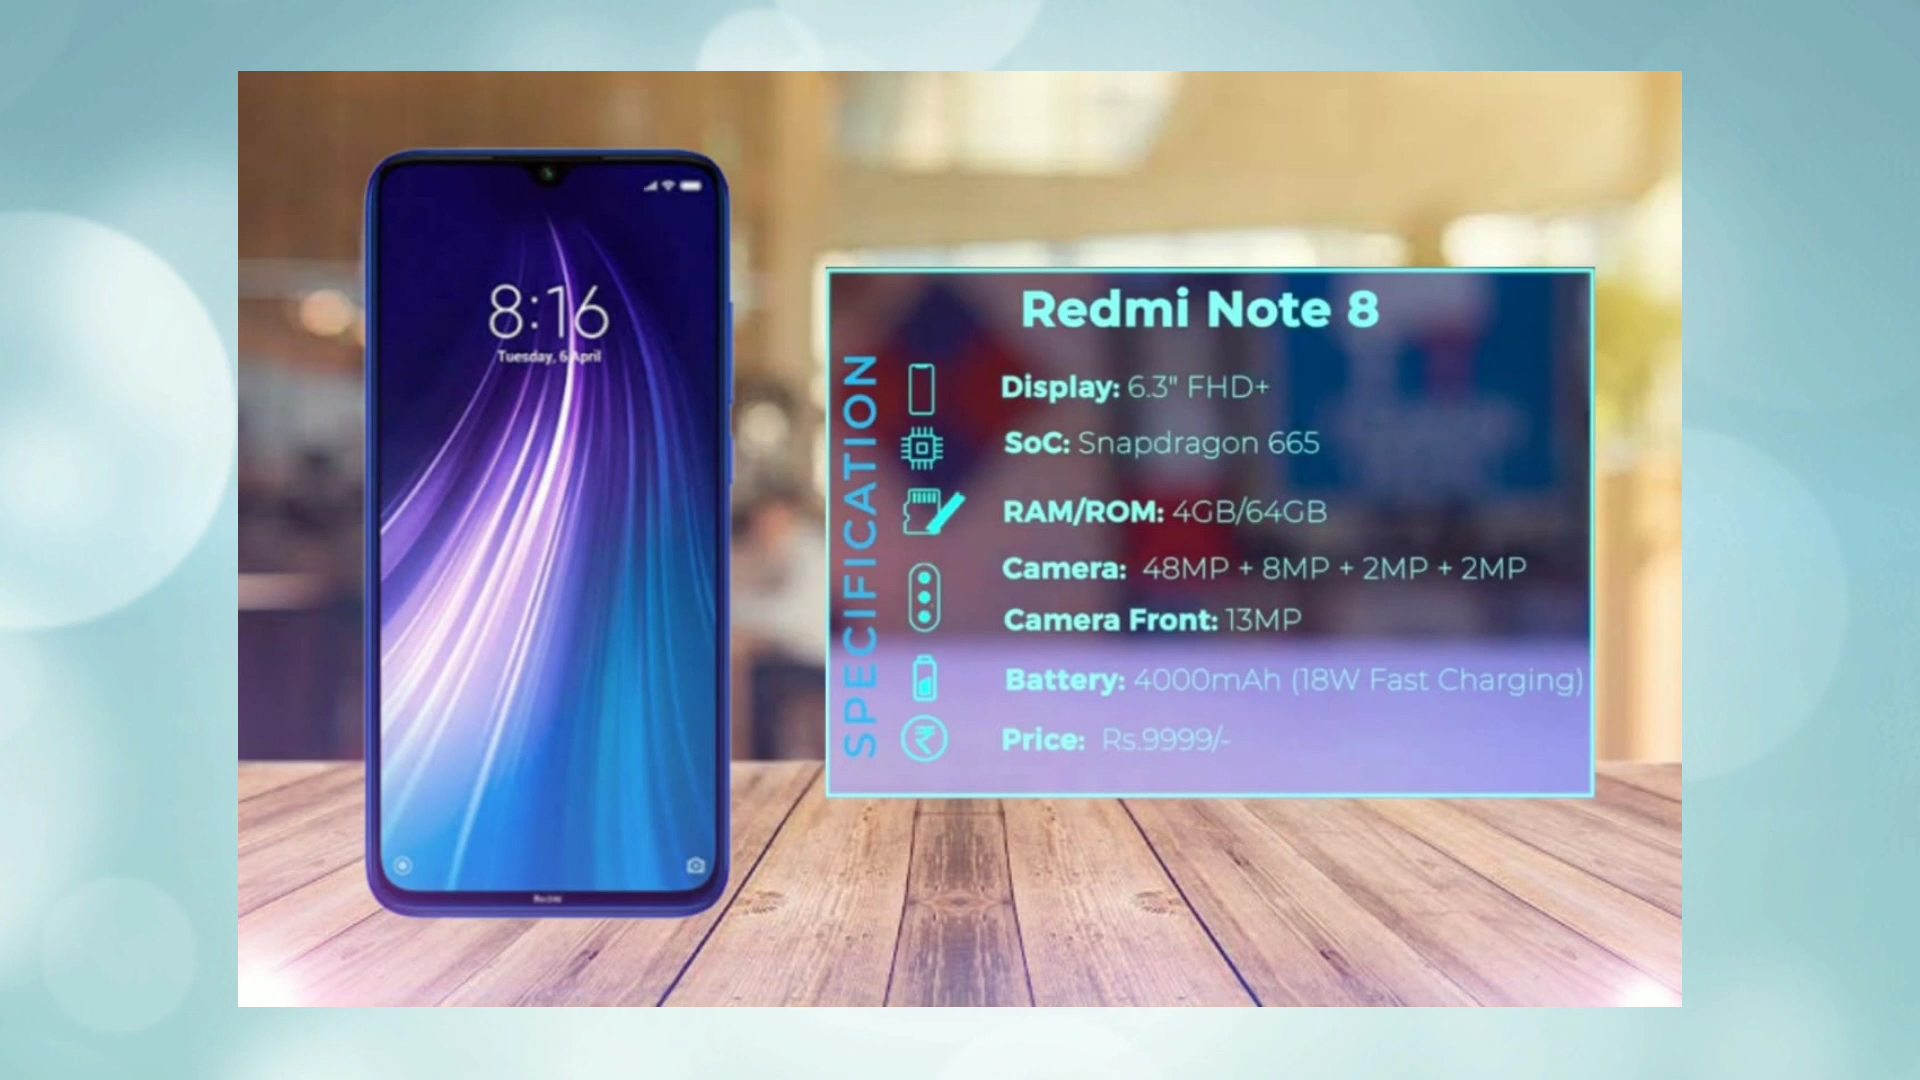 8:16
Tuesday, 6 April
Redmi
Redmi Note 8
SPECIFICATION
Display: 6.3" FHD+
SoC: Snapdragon 665
RAM/ROM: 4GB/64GB
Camera: 48MP + 8MP + 2MP + 2MP
Camera Front: 13MP
Battery: 4000mAh (18W Fast Charging)
Price: Rs.9999/-